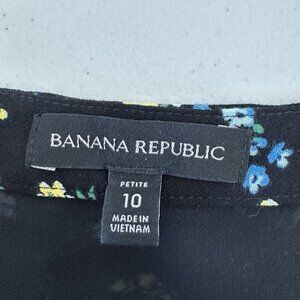 BANANA REPUBLIC
PETITE
10
MADE IN
VIETNAM